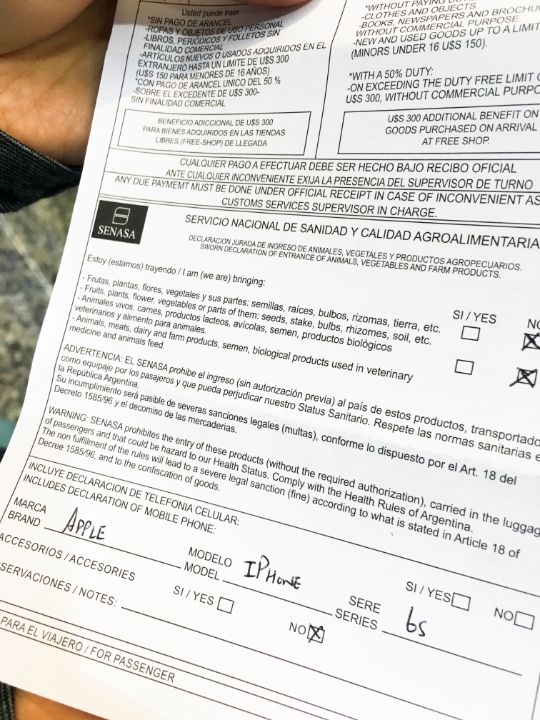 Usted puede traer:
*SIN PAGO DE ARANCEL
-ROPAS Y OBJETOS DE USO PERSONAL
-LIBROS, PERIÓDICOS Y FOLLETOS SIN
FINALIDAD COMERCIAL
-ARTICULOS NUEVOS O USADOS ADQUIRIDOS EN EL
EXTRANJERO HASTA UN LIMITE DE U$S 300
(U$S 150 PARA MENORES DE 16 AÑOS)
*CON PAGO DE ARANCEL UNICO DEL 50 %
-SOBRE EL EXCEDENTE DE U$S 300-
SIN FINALIDAD COMERCIAL
*WITHOUT PAYING
-CLOTHES AND OBJECTS
-BOOKS, NEWSPAPERS AND BROCHU
WITHOUT COMMERCIAL PURPOSE
-NEW AND USED GOODS UP TO A LIMIT
(MINORS UNDER 16 U$S 150).
*WITH A 50% DUTY:
-ON EXCEEDING THE DUTY FREE LIMIT O
U$S 300, WITHOUT COMMERCIAL PURPO
BENEFICIO ADICCIONAL DE U$S 300
PARA BIENES ADQUIRIDOS EN LAS TIENDAS
LIBRES (FREE-SHOP) DE LLEGADA
U$S 300 ADDITIONAL BENEFIT ON
GOODS PURCHASED ON ARRIVAL
AT FREE SHOP.
CUALQUIER PAGO A EFECTUAR DEBE SER HECHO BAJO RECIBO OFICIAL
ANTE CUALQUIER INCONVENIENTE EXIJA LA PRESENCIA DEL SUPERVISOR DE TURNO
ANY DUE PAYMEMT MUST BE DONE UNDER OFFICIAL RECEIPT IN CASE OF INCONVENIENT AS
CUSTOMS SERVICES SUPERVISOR IN CHARGE.
SENASA
SERVICIO NACIONAL DE SANIDAD Y CALIDAD AGROALIMENTARIA
DECLARACION JURADA DE INGRESO DE ANIMALES, VEGETALES Y PRODUCTOS AGROPECUARIOS.
SWORN DECLARATION OF ENTRANCE OF ANIMALS, VEGETABLES AND FARM PRODUCTS.
Estoy (estamos) trayendo / I am (we are) bringing:
SI / YES
NO
- Frutas, plantas, flores, vegetales y sus partes: semillas, raices, bulbos, rizomas, tierra, etc.
- Fruits, plants, flower, vegetables or parts of them: seeds, stake, bulbs, rhizomes, soil, etc.
- Animales vivos, carnes, productos lacteos, avicolas, semen, productos biológicos
veterinarios y alimento para animales.
- Animals, meats, dairy and farm products, semen, biological products used in veterinary
medicine and animals feed.
ADVERTENCIA: EL SENASA prohibe el ingreso (sin autorización previa) al país de estos productos, transportado
como equipaje por los pasajeros y que pueda perjudicar nuestro Status Sanitario. Respete las normas sanitarias
la República Argentina.
Su incumplimiento será pasible de severas sanciones legales (multas), conforme lo dispuesto por el Art. 18 del
Decreto 1585/96 y el decomiso de las mercaderias.
WARNING: SENASA prohibites the entry of these products (without the required authorization), carried in the luggag
of passengers and that could be hazard to our Health Status. Comply with the Health Rules of Argentina.
The non fulfillment of the rules will lead to a severe legal sanction (fine) according to what is stated in Article 18 of
Decree 1585/96, and to the confiscation of goods.
INCLUYE DECLARACION DE TELEFONIA CELULAR:
INCLUDES DECLARATION OF MOBILE PHONE:
SI / YES
NO
MARCA
BRAND APPLE
MODELO
MODEL IPHONE
SERE
SERIES 6S
ACCESORIOS / ACCESSORIES
SI / YES
NO
SERVACIONES / NOTES:
PARA EL VIAJERO / FOR PASSENGER